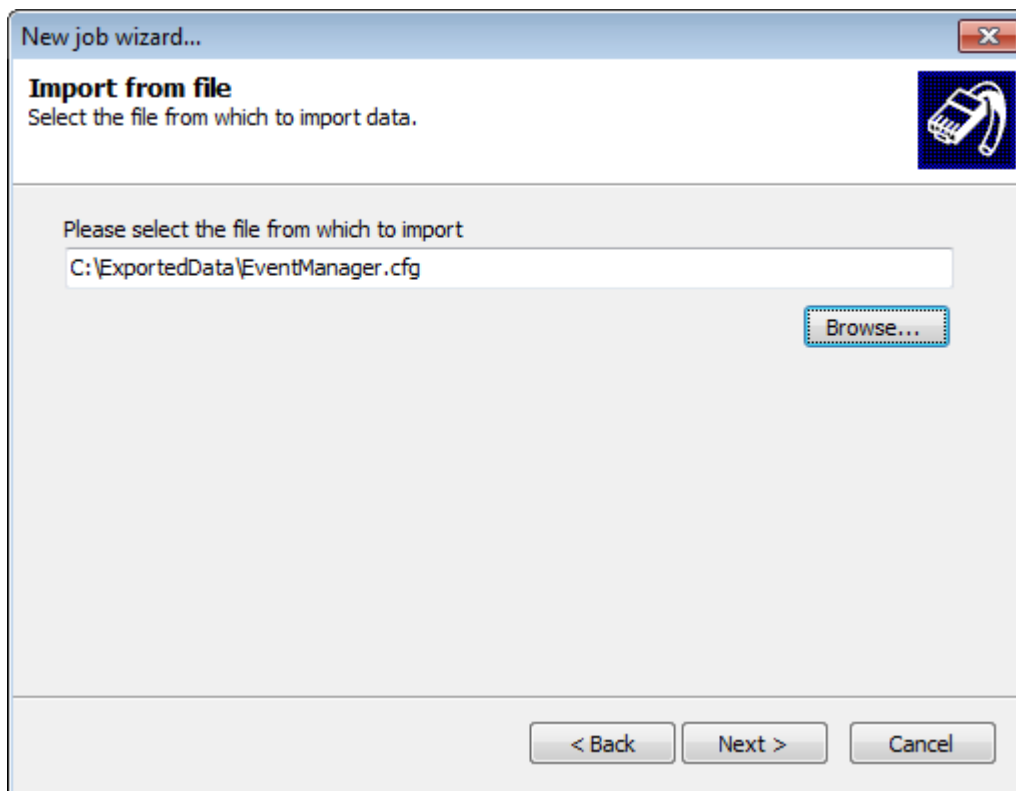 New job wizard...
Import from file
Select the file from which to import data.
Please select the file from which to import
C:\ExportedData\EventManager.cfg
Browse...
< Back
Next >
Cancel